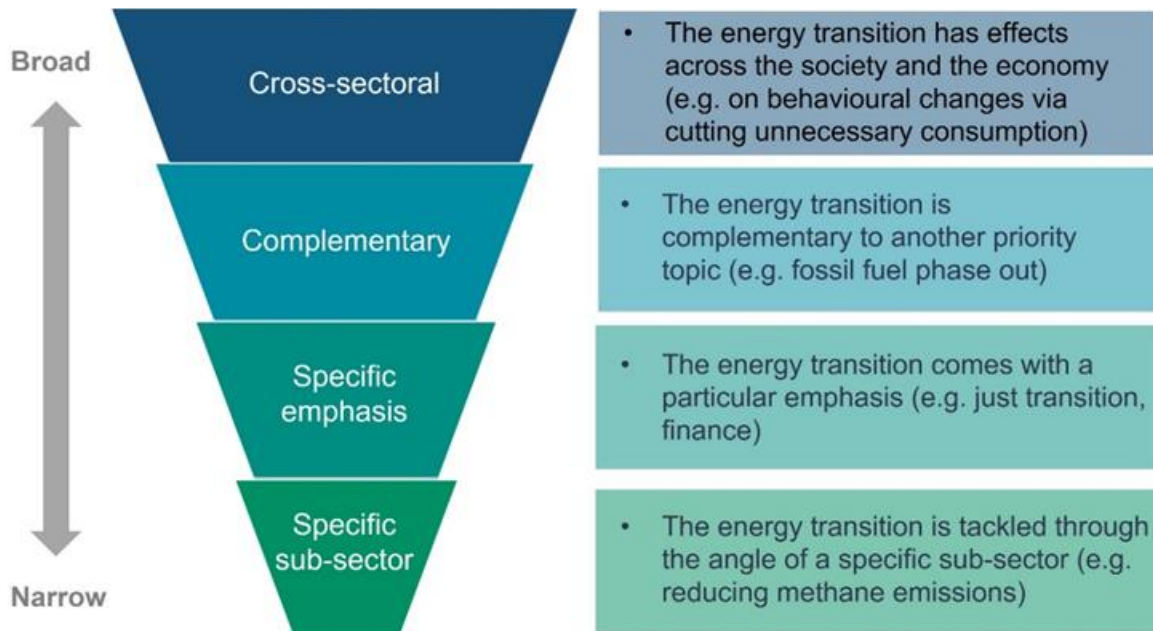 Broad
Cross-sectoral
• The energy transition has effects
across the society and the economy
(e.g. on behavioural changes via
cutting unnecessary consumption)
Complementary
• The energy transition is
complementary to another priority
topic (e.g. fossil fuel phase out)
Specific
emphasis
• The energy transition comes with a
particular emphasis (e.g. just transition,
finance)
Specific
sub-sector
• The energy transition is tackled through
the angle of a specific sub-sector (e.g.
reducing methane emissions)
Narrow